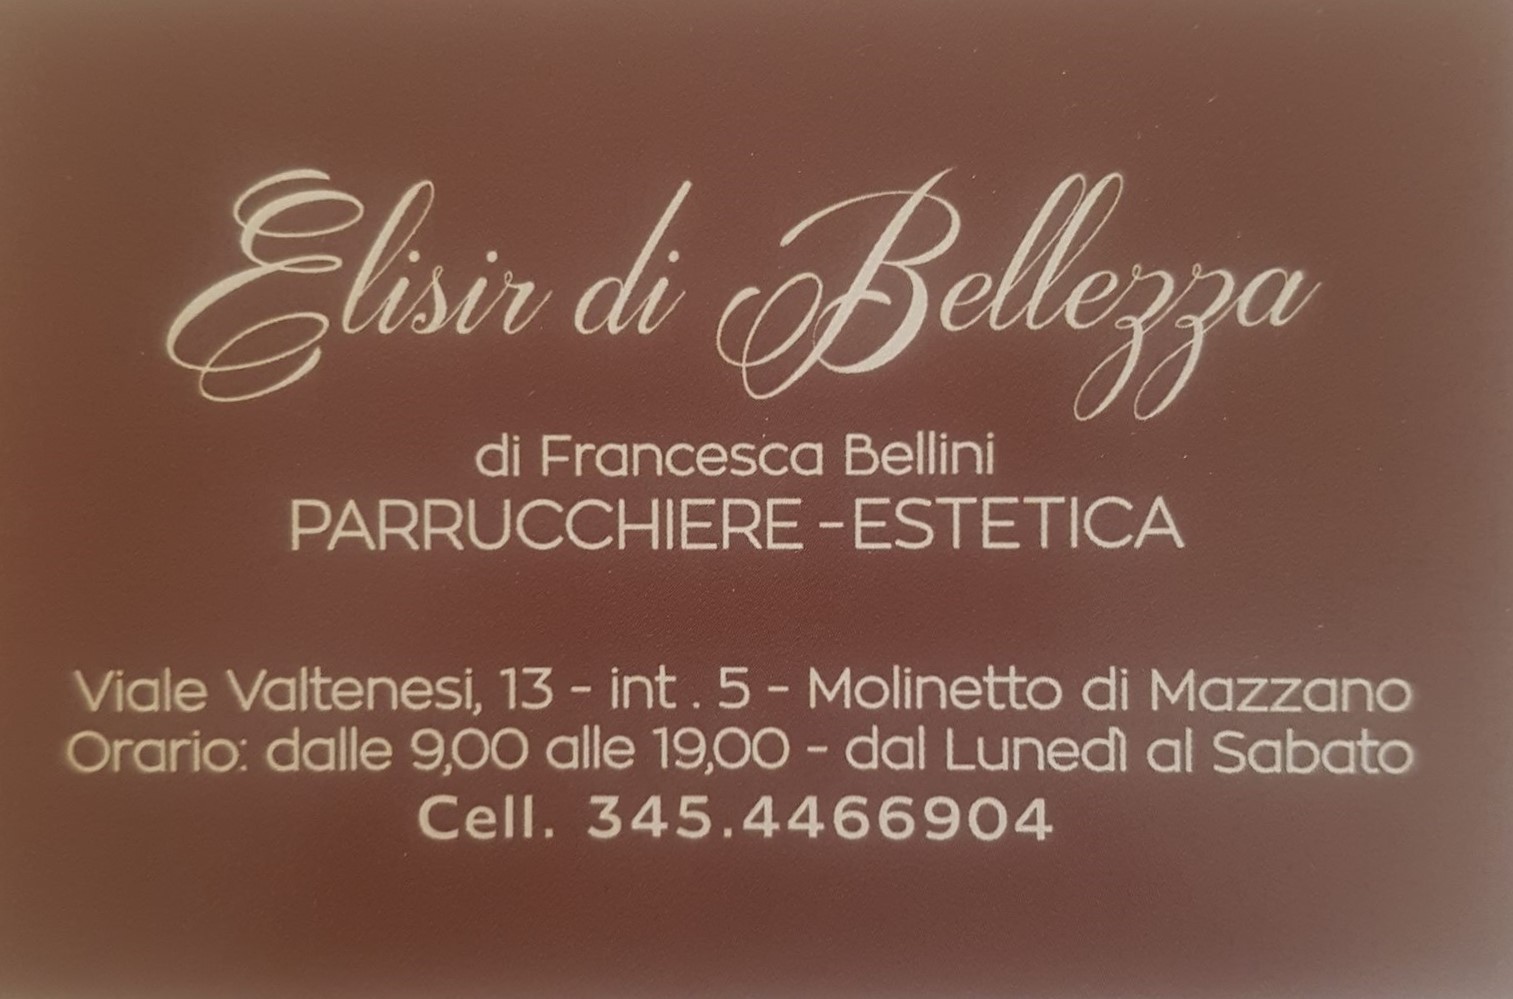 Elisir di Bellezza
di Francesca Bellini
PARRUCCHIERE - ESTETICA
Viale Valtenesi, 13 - int. 5 - Molinetto di Mazzano
Orario: dalle 9,00 alle 19,00 - dal Lunedì al Sabato
Cell. 345.4466904